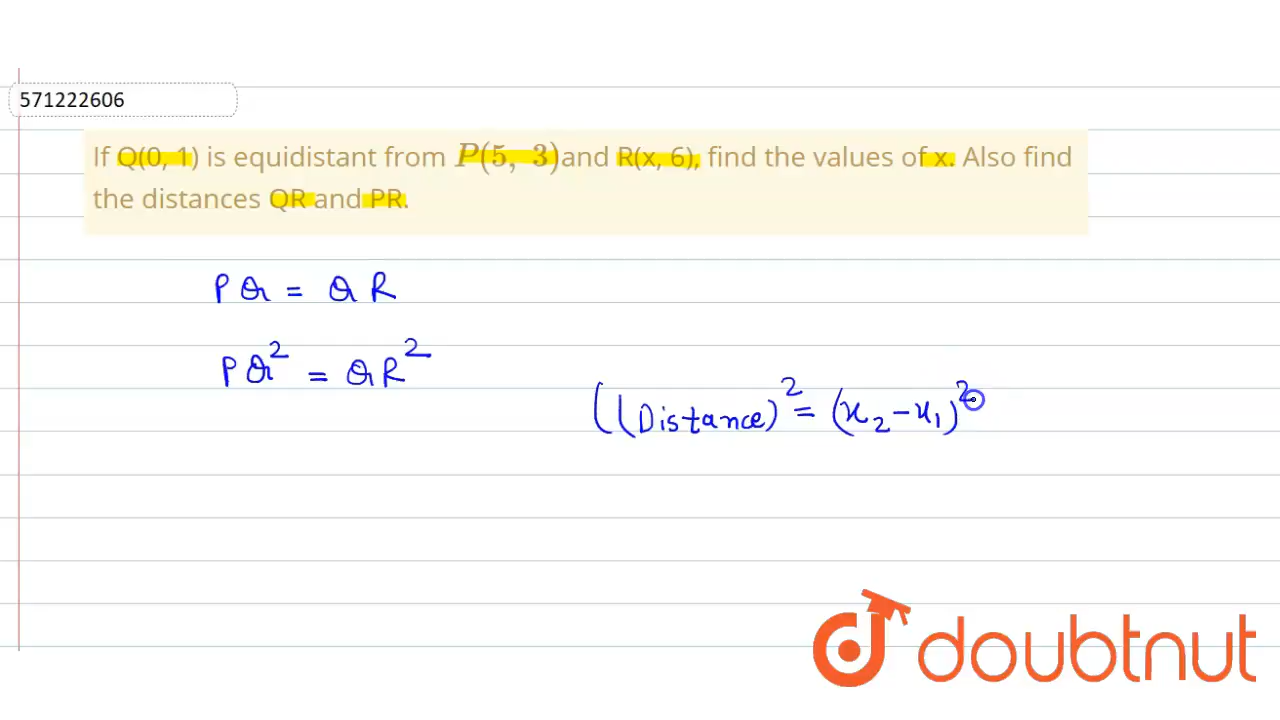 571222606
If Q(0, 1) is equidistant from P(5, 3)and R(x, 6), find the values of x. Also find
the distances QR and PR.
PQ = QR
PQ² = QR²
((Distance)² = (x₂-x₁)²
doubtnut